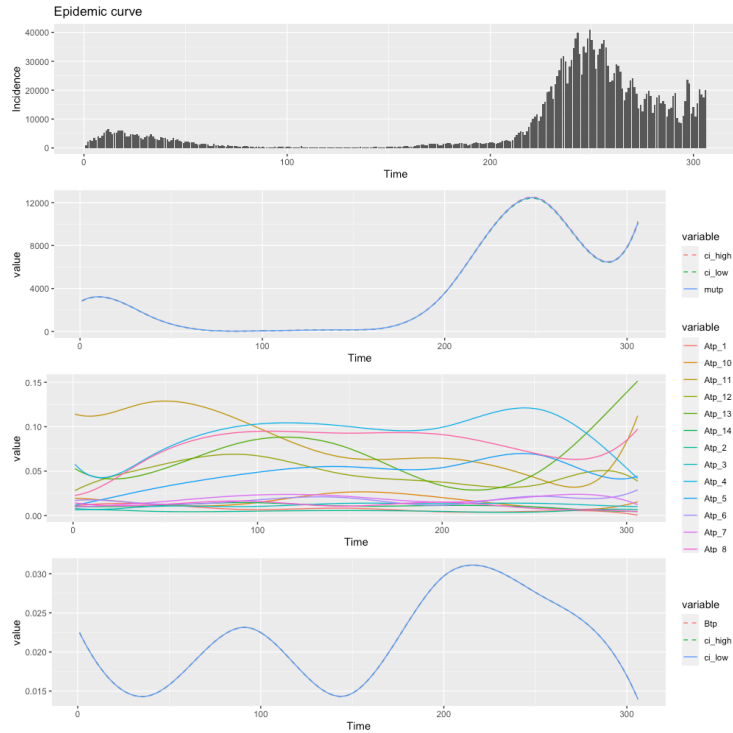 Epidemic curve
40000
30000
20000
10000
0
Incidence
0
100
200
300
Time
12000
8000
4000
0
value
0
100
200
300
Time
variable
ci_high
ci_low
mutp
0.15
0.10
0.05
0.00
value
0
100
200
300
Time
variable
Atp_1
Atp_10
Atp_11
Atp_12
Atp_13
Atp_14
Atp_2
Atp_3
Atp_4
Atp_5
Atp_6
Atp_7
Atp_8
0.030
0.025
0.020
0.015
value
0
100
200
300
Time
variable
Btp
ci_high
ci_low